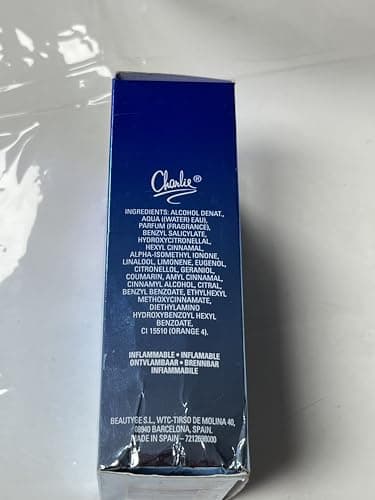 Charlie®
INGREDIENTS: ALCOHOL DENAT.,
AQUA ((WATER) EAU),
PARFUM (FRAGRANCE),
BENZYL SALICYLATE,
HYDROXYCITRONELLAL,
HEXYL CINNAMAL,
ALPHA-ISOMETHYL IONONE,
LINALOOL, LIMONENE, EUGENOL,
CITRONELLOL, GERANIOL,
COUMARIN, AMYL CINNAMAL,
CINNAMYL ALCOHOL, CITRAL,
BENZYL BENZOATE, ETHYLHEXYL
METHOXYCINNAMATE,
DIETHYLAMINO
HYDROXYBENZOYL HEXYL
BENZOATE,
CI 15510 (ORANGE 4).
INFLAMMABLE • INFLAMABLE
ONTVLAMBAAR • BRENNBAR
INFIAMMABILE
BEAUTYGE S.L., WTC-TIRSO DE MOLINA 40,
08940 BARCELONA, SPAIN.
MADE IN SPAIN –